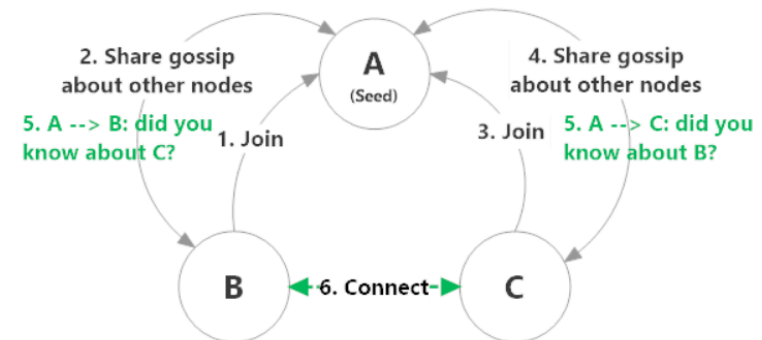 2. Share gossip
about other nodes
A
(Seed)
4. Share gossip
about other nodes
5. A --> B: did you
know about C?
1. Join
3. Join
5. A --> C: did you
know about B?
B
6. Connect
C